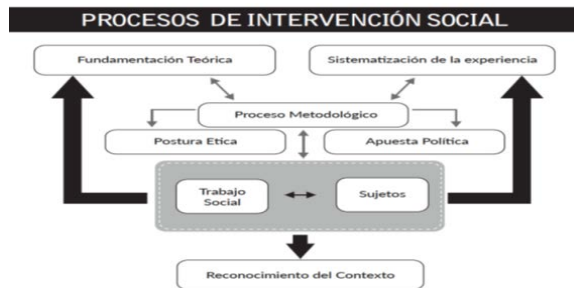 PROCESOS DE INTERVENCIÓN SOCIAL
Fundamentación Teórica
Sistematización de la experiencia
Proceso Metodológico
Postura Etica
Apuesta Política
Trabajo
Social
Sujetos
Reconocimiento del Contexto